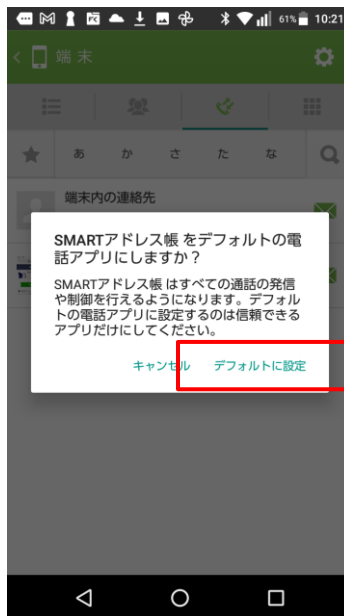 61% 10:21
端末
あ か さ た な
端末内の連絡先
SMARTアドレス帳 をデフォルトの電
話アプリにしますか？
SMARTアドレス帳 はすべての通話の発信
や制御を行えるようになります。デフォル
トの電話アプリに設定するのは信頼できる
アプリだけにしてください。
キャンセル デフォルトに設定